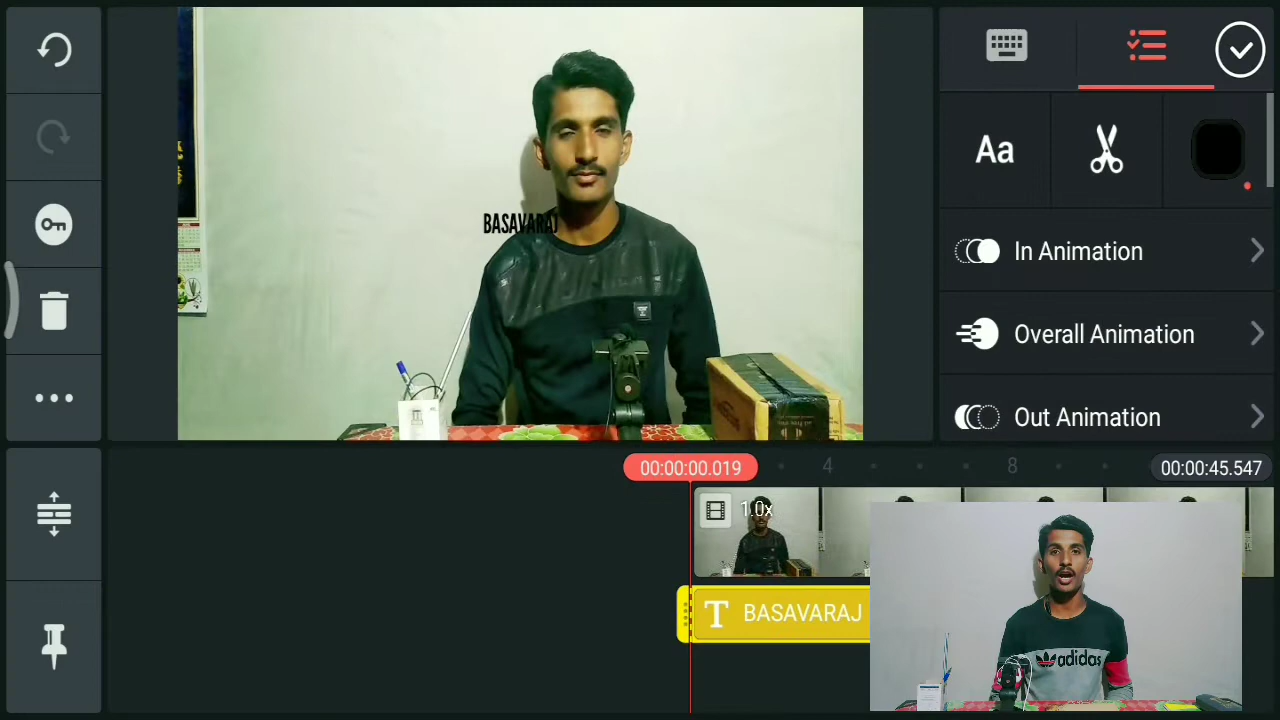 BASAVARAJ
Aa
In Animation
Overall Animation
Out Animation
00:00:00.019
4
8
00:00:45.547
1.0x
T BASAVARAJ
adidas